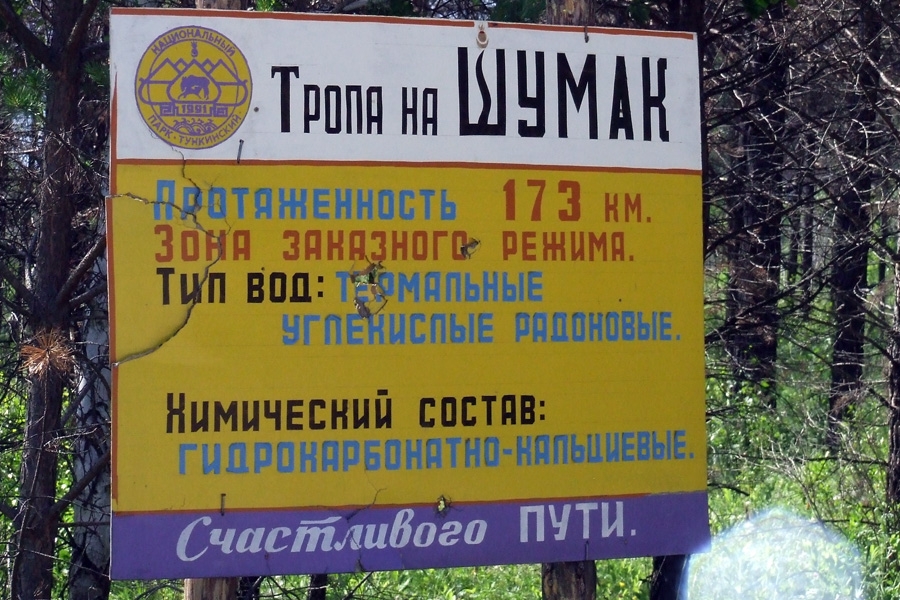 НАЦИОНАЛЬНЫЙ
1991
ПАРК·ТУНКИНСКИЙ
Тропа на ШУМАК
Протяженность 173 км.
Зона заказного режима.
Тип вод: термальные
углекислые радоновые.
Химический состав:
гидрокарбонатно-кальциевые.
Счастливого ПУТИ.